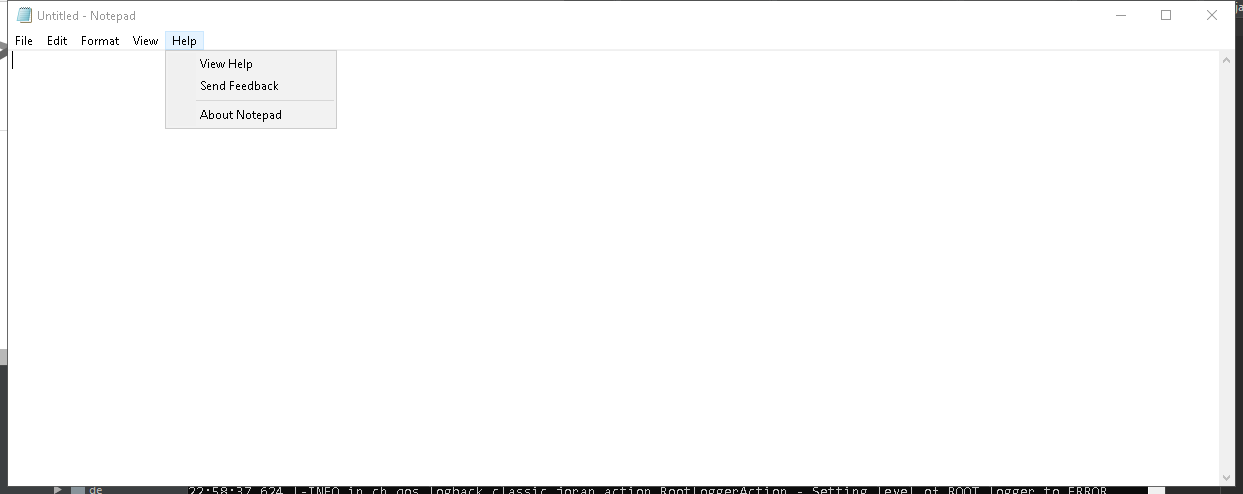 Untitled - Notepad
File Edit Format View Help
View Help
Send Feedback
About Notepad
de
22:58:37,624 |-INFO in ch.qos.logback.classic.joran.action.RootLoggerAction - Setting level of ROOT logger to ERROR